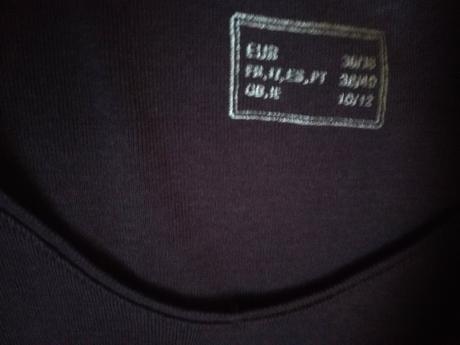 EUR 36/38
FR,IT,ES,PT 38/40
GB,IE 10/12